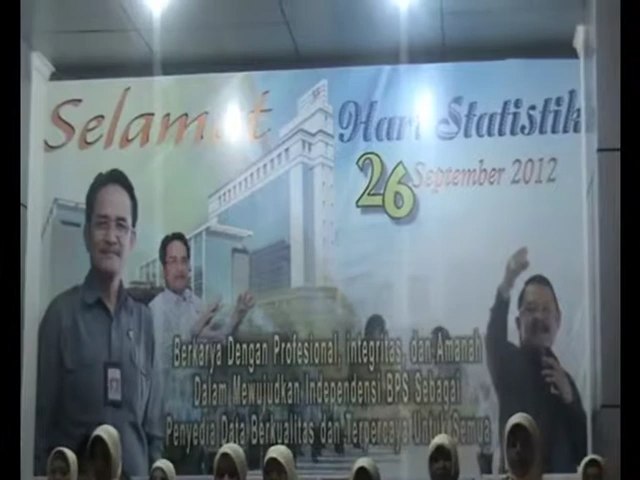 Selamat Hari Statistik
26 September 2012
Berkarya Dengan Profesional, Integritas, dan Amanah
Dalam Mewujudkan Independensi BPS Sebagai
Penyedia Data Berkualitas dan Terpercaya Untuk Semua